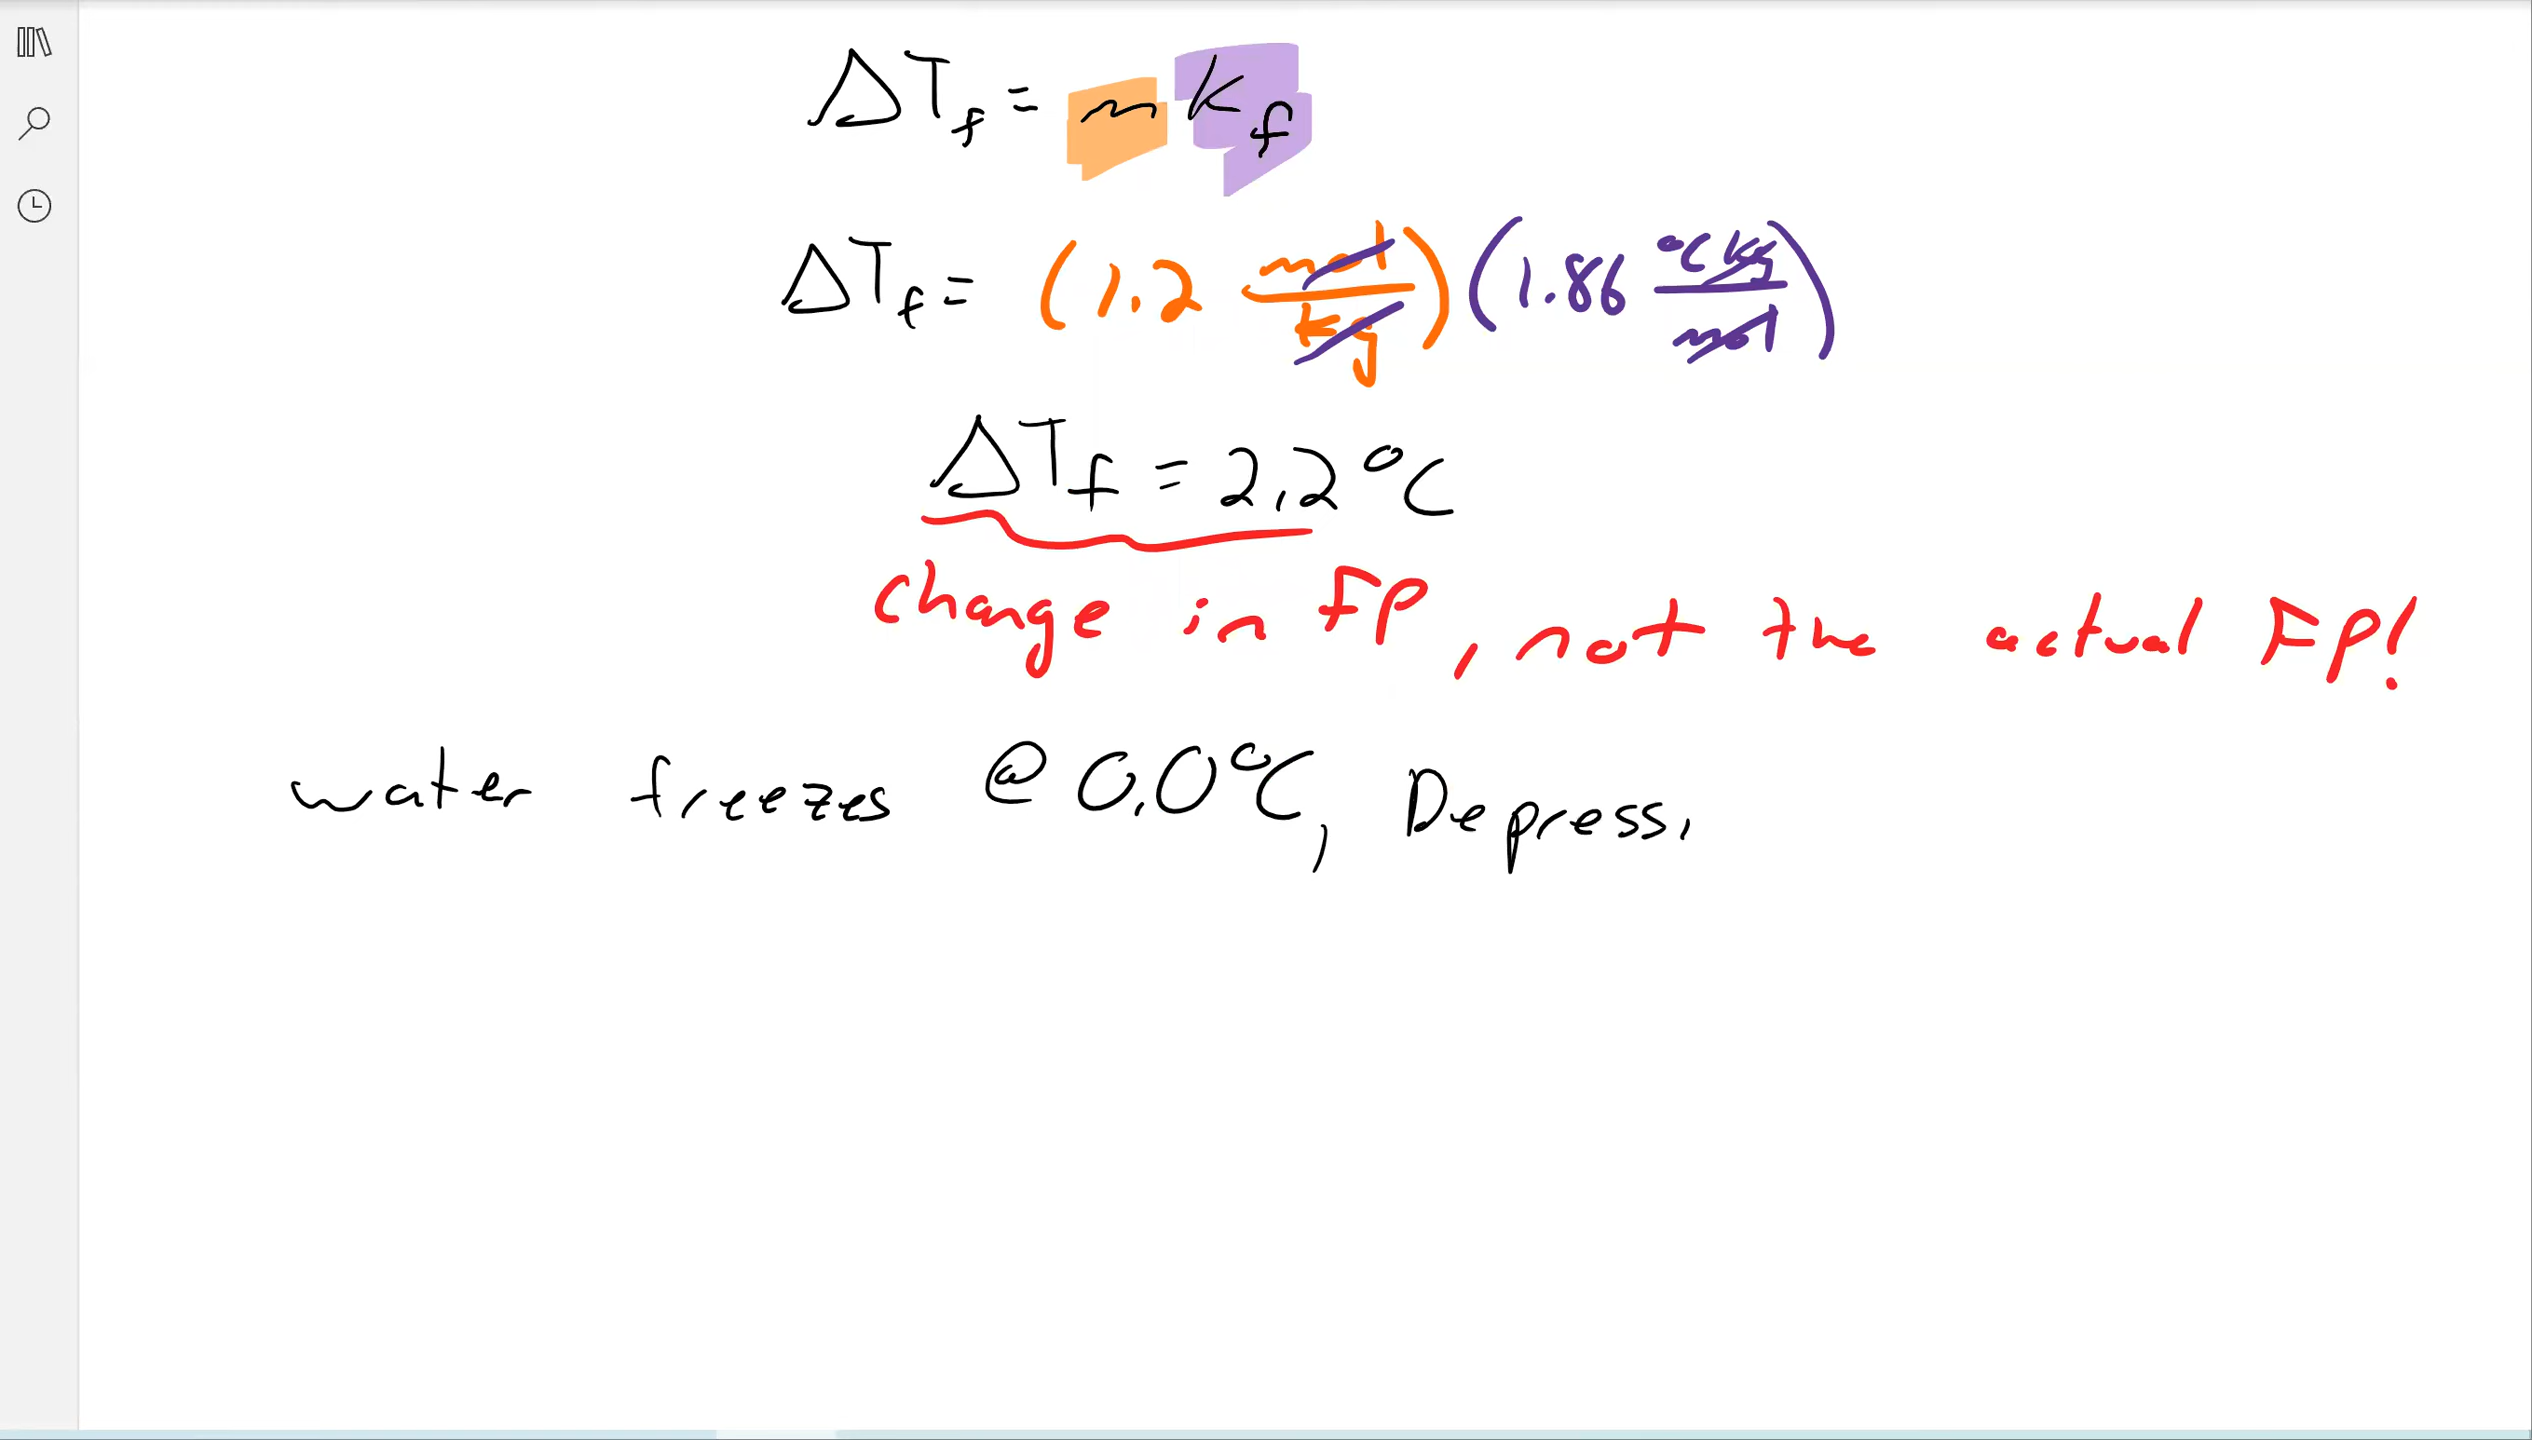 ΔTf = m kf
ΔTf = (1.2 mol/kg) (1.86 °C kg/mol)
ΔTf = 2.2 °C
change in FP, not the actual FP!
water freezes @ 0.0°C, Depress.